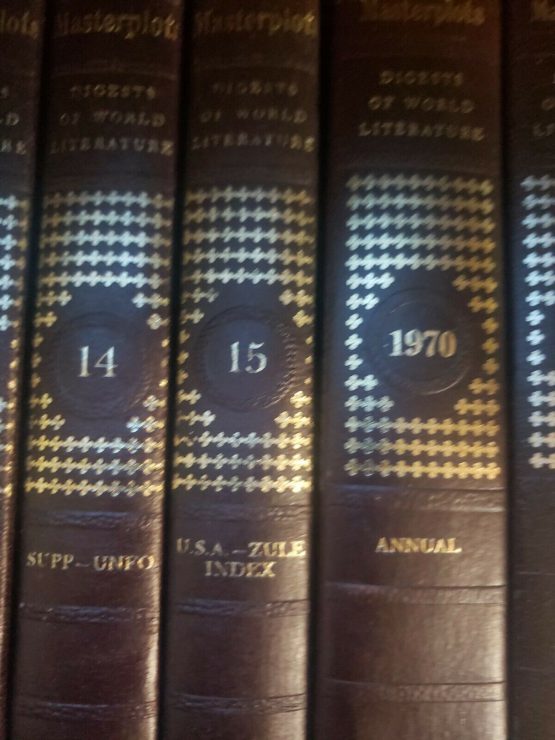 Masterplots
DIGESTS
OF WORLD
LITERATURE
14
SUPP-UNFO
Masterplots
DIGESTS
OF WORLD
LITERATURE
15
U.S.A.-ZULE
INDEX
Masterplots
DIGESTS
OF WORLD
LITERATURE
1970
ANNUAL